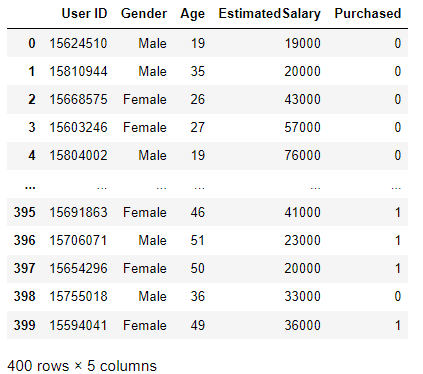 User ID Gender Age EstimatedSalary Purchased
0 15624510 Male 19 19000 0
1 15810944 Male 35 20000 0
2 15668575 Female 26 43000 0
3 15603246 Female 27 57000 0
4 15804002 Male 19 76000 0
... ... ... ... ... ...
395 15691863 Female 46 41000 1
396 15706071 Male 51 23000 1
397 15654296 Female 50 20000 1
398 15755018 Male 36 33000 0
399 15594041 Female 49 36000 1
400 rows × 5 columns